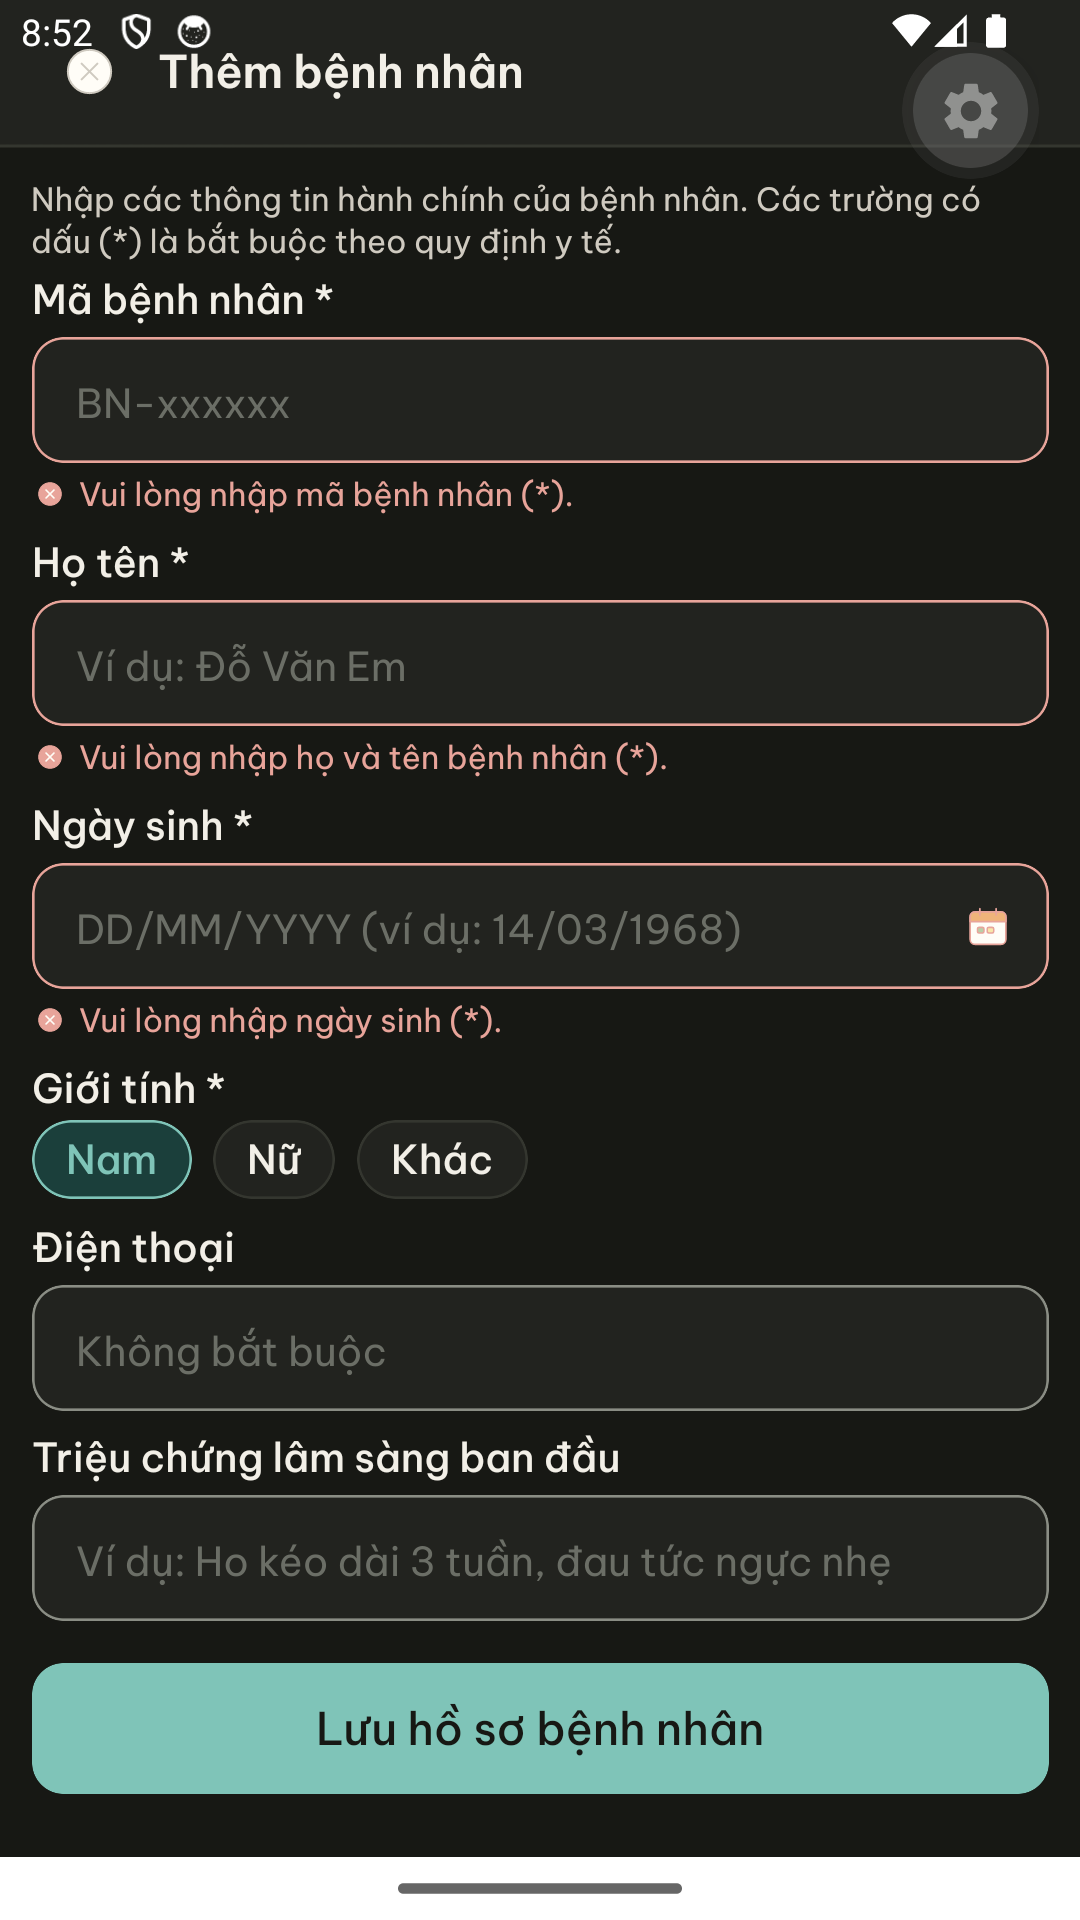 8:52
Thêm bệnh nhân
Nhập các thông tin hành chính của bệnh nhân. Các trường có
dấu (*) là bắt buộc theo quy định y tế.
Mã bệnh nhân *
BN-xxxxxx
Vui lòng nhập mã bệnh nhân (*).
Họ tên *
Ví dụ: Đỗ Văn Em
Vui lòng nhập họ và tên bệnh nhân (*).
Ngày sinh *
DD/MM/YYYY (ví dụ: 14/03/1968)
Vui lòng nhập ngày sinh (*).
Giới tính *
Nam Nữ Khác
Điện thoại
Không bắt buộc
Triệu chứng lâm sàng ban đầu
Ví dụ: Ho kéo dài 3 tuần, đau tức ngực nhẹ
Lưu hồ sơ bệnh nhân